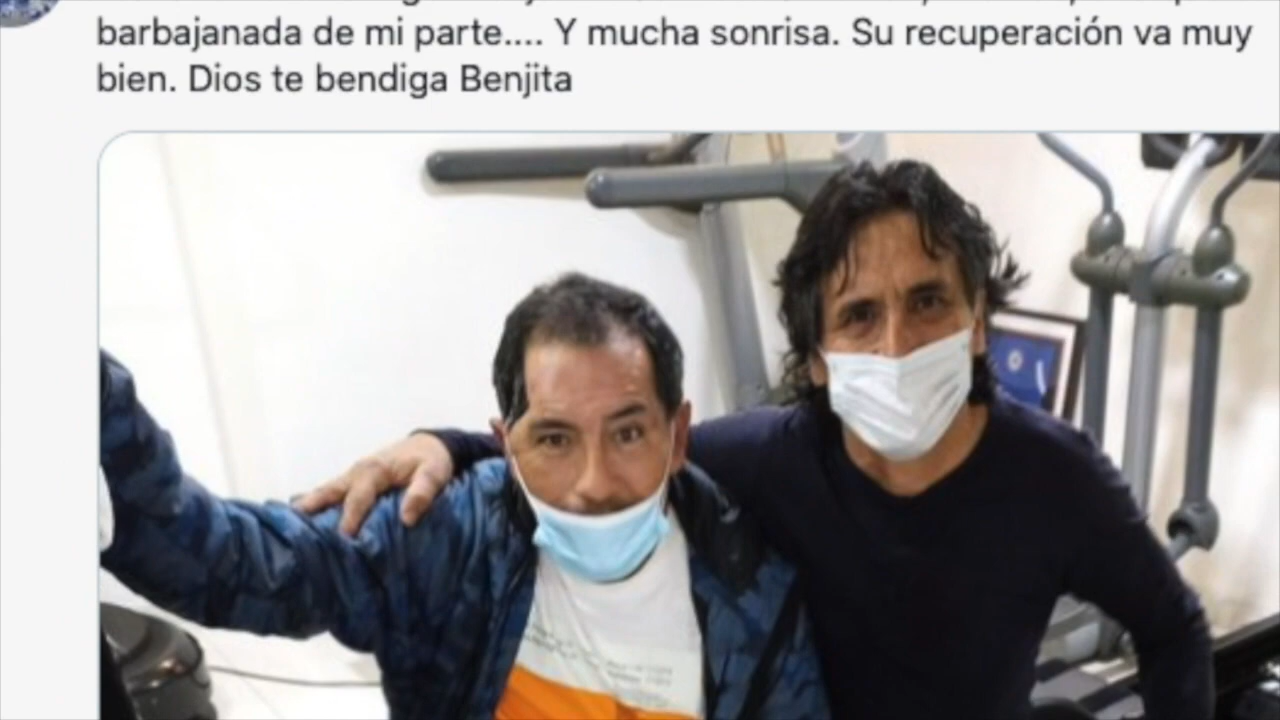 barbajanada de mi parte.... Y mucha sonrisa. Su recuperación va muy
bien. Dios te bendiga Benjita